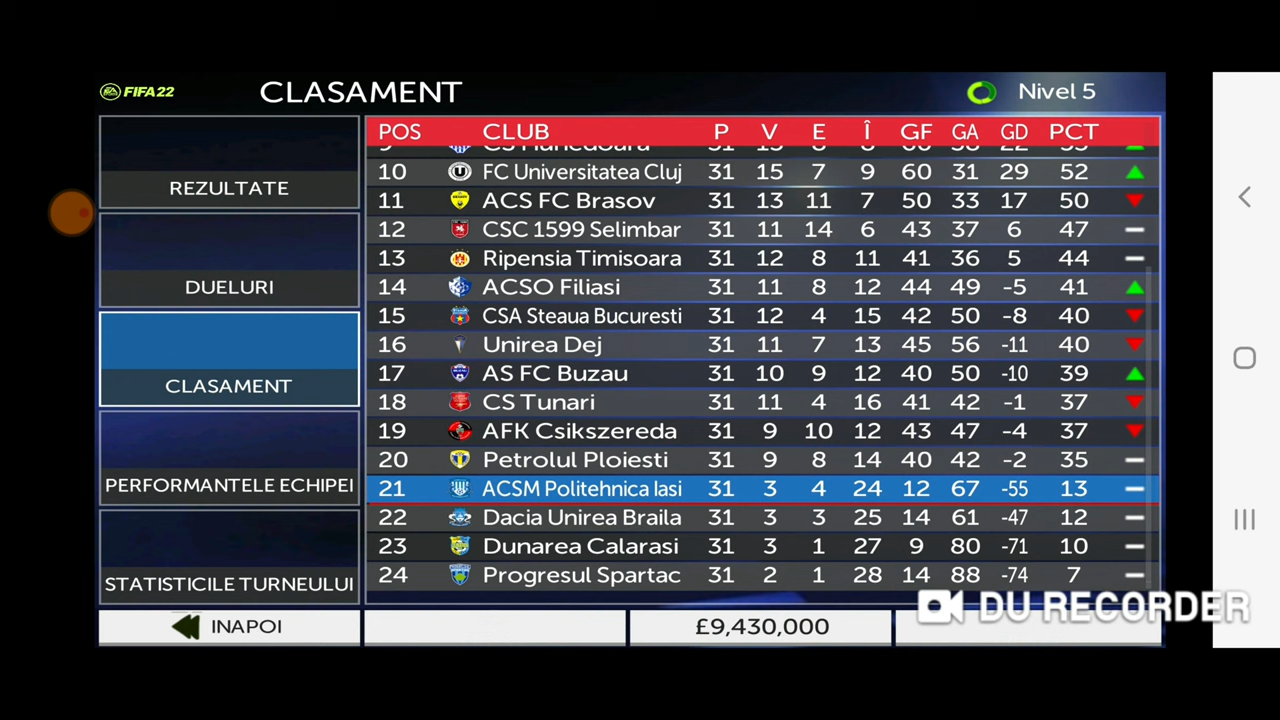 FIFA 22 CLASAMENT Nivel 5
REZULTATE
DUELURI
CLASAMENT
PERFORMANTELE ECHIPEI
STATISTICILE TURNEULUI
POS CLUB P V E Î GF GA GD PCT
10 FC Universitatea Cluj 31 15 7 9 60 31 29 52
11 ACS FC Brasov 31 13 11 7 50 33 17 50
12 CSC 1599 Selimbar 31 11 14 6 43 37 6 47
13 Ripensia Timisoara 31 12 8 11 41 36 5 44
14 ACSO Filiasi 31 11 8 12 44 49 -5 41
15 CSA Steaua Bucuresti 31 12 4 15 42 50 -8 40
16 Unirea Dej 31 11 7 13 45 56 -11 40
17 AS FC Buzau 31 10 9 12 40 50 -10 39
18 CS Tunari 31 11 4 16 41 42 -1 37
19 AFK Csikszereda 31 9 10 12 43 47 -4 37
20 Petrolul Ploiesti 31 9 8 14 40 42 -2 35
21 ACSM Politehnica Iasi 31 3 4 24 12 67 -55 13
22 Dacia Unirea Braila 31 3 3 25 14 61 -47 12
23 Dunarea Calarasi 31 3 1 27 9 80 -71 10
24 Progresul Spartac 31 2 1 28 14 88 -74 7
DU RECORDER
INAPOI £9,430,000